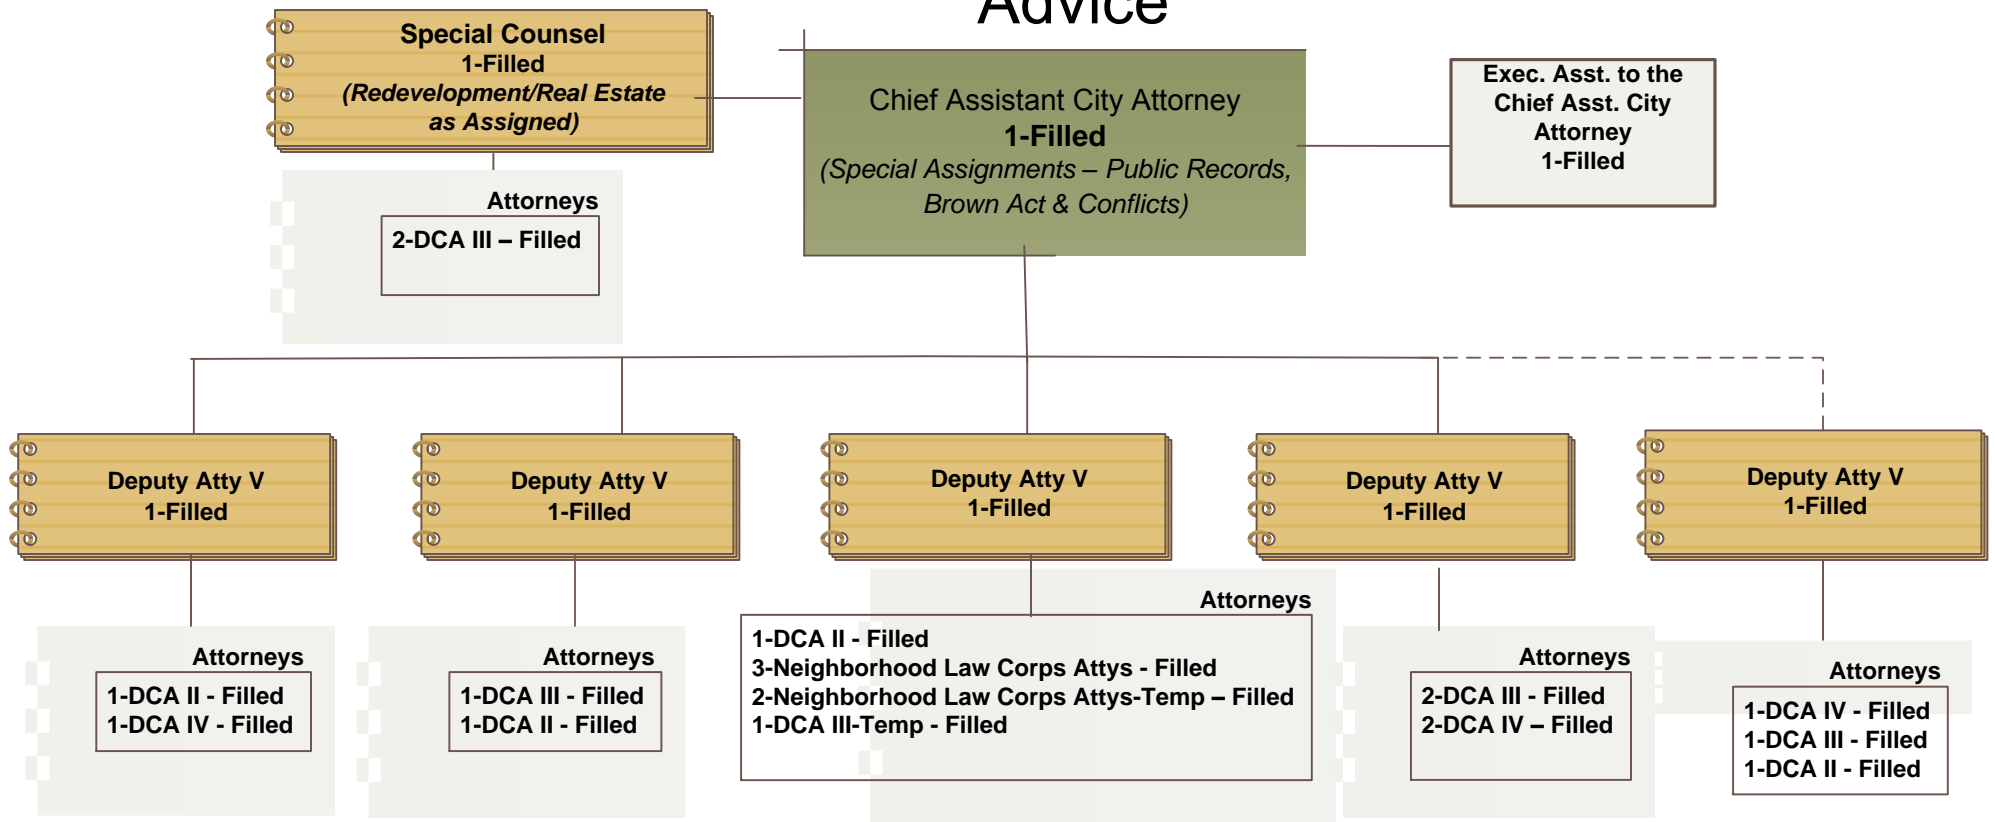 Advice
Special Counsel
1-Filled
(Redevelopment/Real Estate
as Assigned)
Chief Assistant City Attorney
1-Filled
(Special Assignments – Public Records,
Brown Act & Conflicts)
Exec. Asst. to the
Chief Asst. City
Attorney
1-Filled
Attorneys
2-DCA III – Filled
Deputy Atty V
1-Filled
Deputy Atty V
1-Filled
Deputy Atty V
1-Filled
Deputy Atty V
1-Filled
Deputy Atty V
1-Filled
Attorneys
1-DCA II - Filled
1-DCA IV - Filled
Attorneys
1-DCA III - Filled
1-DCA II - Filled
Attorneys
1-DCA II - Filled
3-Neighborhood Law Corps Attys - Filled
2-Neighborhood Law Corps Attys-Temp – Filled
1-DCA III-Temp - Filled
Attorneys
2-DCA III - Filled
2-DCA IV – Filled
Attorneys
1-DCA IV - Filled
1-DCA III - Filled
1-DCA II - Filled